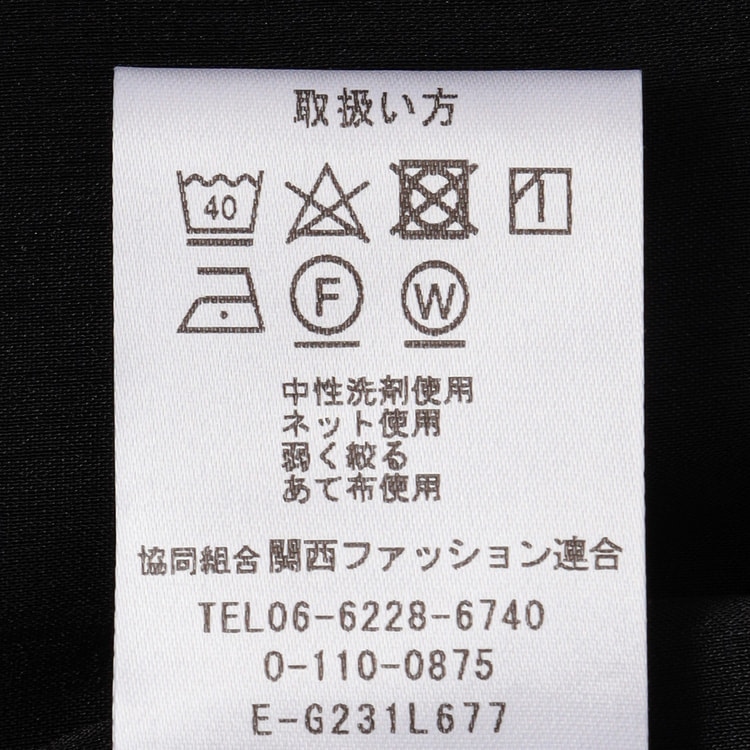 取扱い方
40
F W
中性洗剤使用
ネット使用
弱く絞る
あて布使用
協同組合 関西ファッション連合
TEL06-6228-6740
0-110-0875
E-G231L677